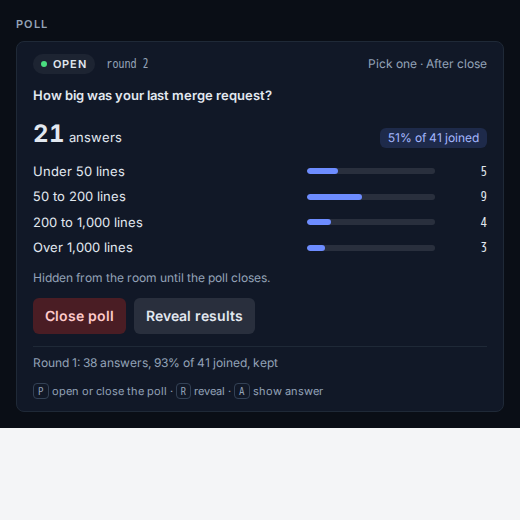 POLL
OPEN round 2 Pick one · After close
How big was your last merge request?
21 answers 51% of 41 joined
Under 50 lines 5
50 to 200 lines 9
200 to 1,000 lines 4
Over 1,000 lines 3
Hidden from the room until the poll closes.
Close poll Reveal results
Round 1: 38 answers, 93% of 41 joined, kept
P open or close the poll · R reveal · A show answer